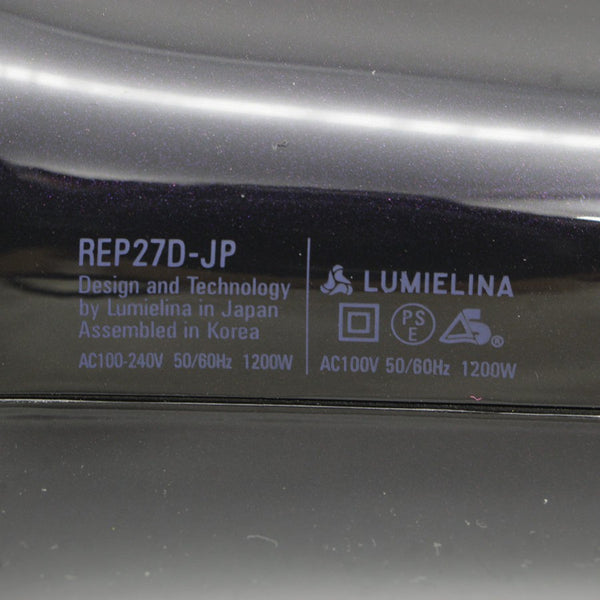 REP27D-JP
Design and Technology
by Lumielina in Japan
Assembled in Korea
AC100-240V 50/60Hz 1200W
LUMIELINA
PS
E
S®
AC100V 50/60Hz 1200W